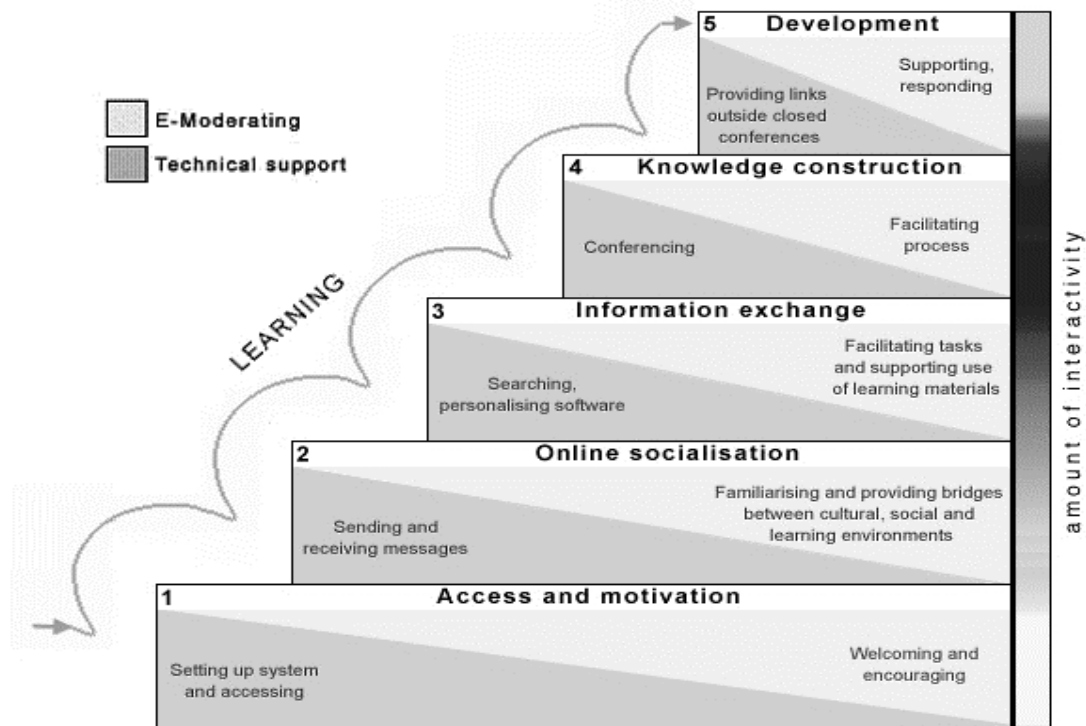 5 Development
Supporting,
responding
Providing links
outside closed
conferences
E-Moderating
Technical support
4 Knowledge construction
Facilitating
process
Conferencing
LEARNING
3 Information exchange
Facilitating tasks
and supporting use
of learning materials
Searching,
personalising software
2 Online socialisation
Familiarising and providing bridges
between cultural, social and
learning environments
Sending and
receiving messages
1 Access and motivation
Welcoming and
encouraging
Setting up system
and accessing
amount of interactivity